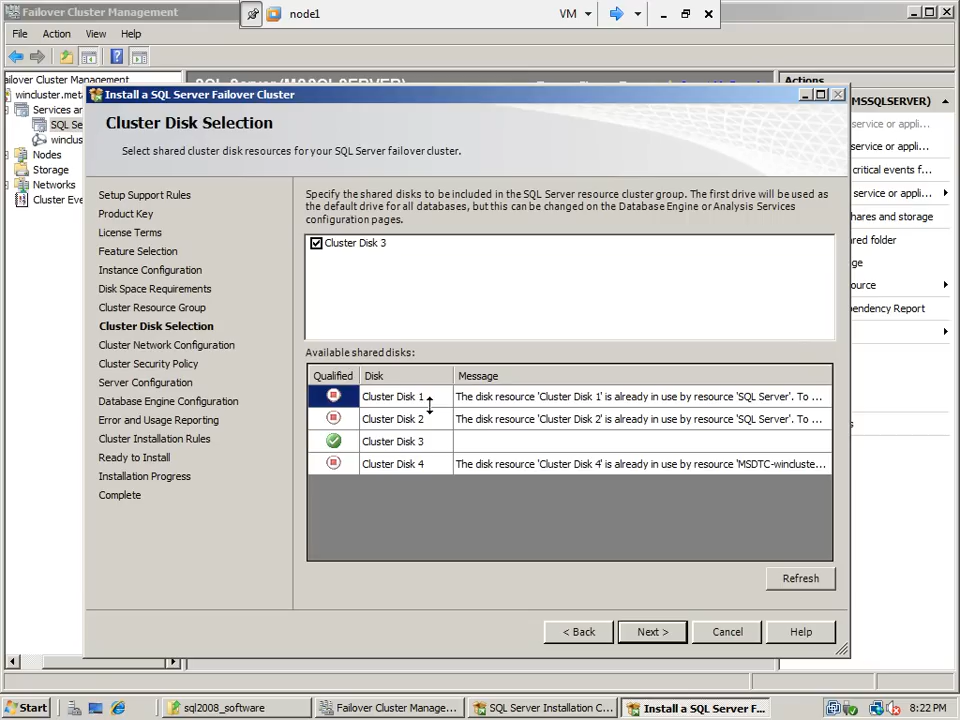 Failover Cluster Management
node1
VM
File Action View Help
Failover Cluster Management
wincluster.met
Services ar
SQL Se
winclus
Nodes
Storage
Networks
Cluster Eve
Actions
MSSQLSERVER)
service or appli...
service or appli...
critical events f...
service or appli...
hares and storage
red folder
ge
ource
pendency Report
Install a SQL Server Failover Cluster
Cluster Disk Selection
Select shared cluster disk resources for your SQL Server failover cluster.
Setup Support Rules
Product Key
License Terms
Feature Selection
Instance Configuration
Disk Space Requirements
Cluster Resource Group
Cluster Disk Selection
Cluster Network Configuration
Cluster Security Policy
Server Configuration
Database Engine Configuration
Error and Usage Reporting
Cluster Installation Rules
Ready to Install
Installation Progress
Complete
Specify the shared disks to be included in the SQL Server resource cluster group. The first drive will be used as
the default drive for all databases, but this can be changed on the Database Engine or Analysis Services
configuration pages.
Cluster Disk 3
Available shared disks:
Qualified Disk Message
Cluster Disk 1 The disk resource 'Cluster Disk 1' is already in use by resource 'SQL Server'. To ...
Cluster Disk 2 The disk resource 'Cluster Disk 2' is already in use by resource 'SQL Server'. To ...
Cluster Disk 3
Cluster Disk 4 The disk resource 'Cluster Disk 4' is already in use by resource 'MSDTC-wincluste...
Refresh
< Back Next > Cancel Help
Start sql2008_software Failover Cluster Manage... SQL Server Installation C... Install a SQL Server F... 8:22 PM